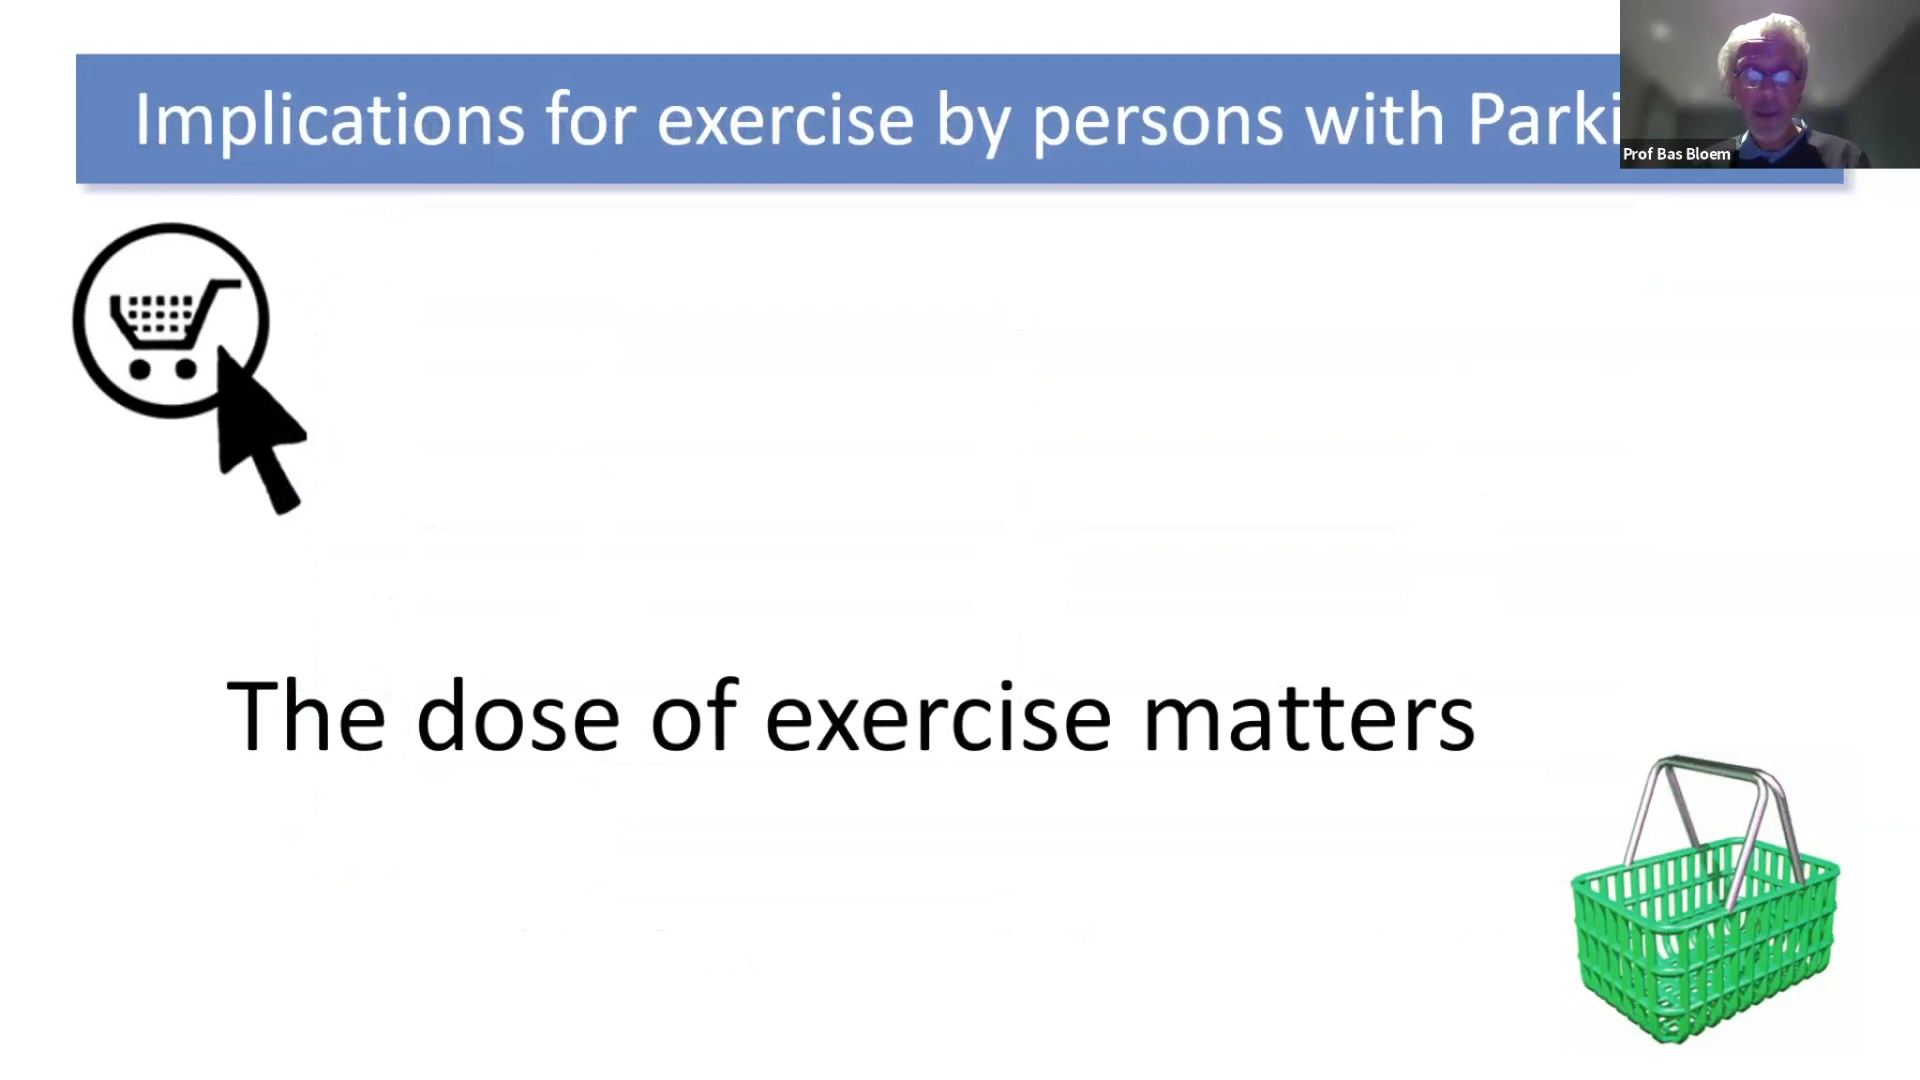 Implications for exercise by persons with Parki
Prof Bas Bloem
The dose of exercise matters